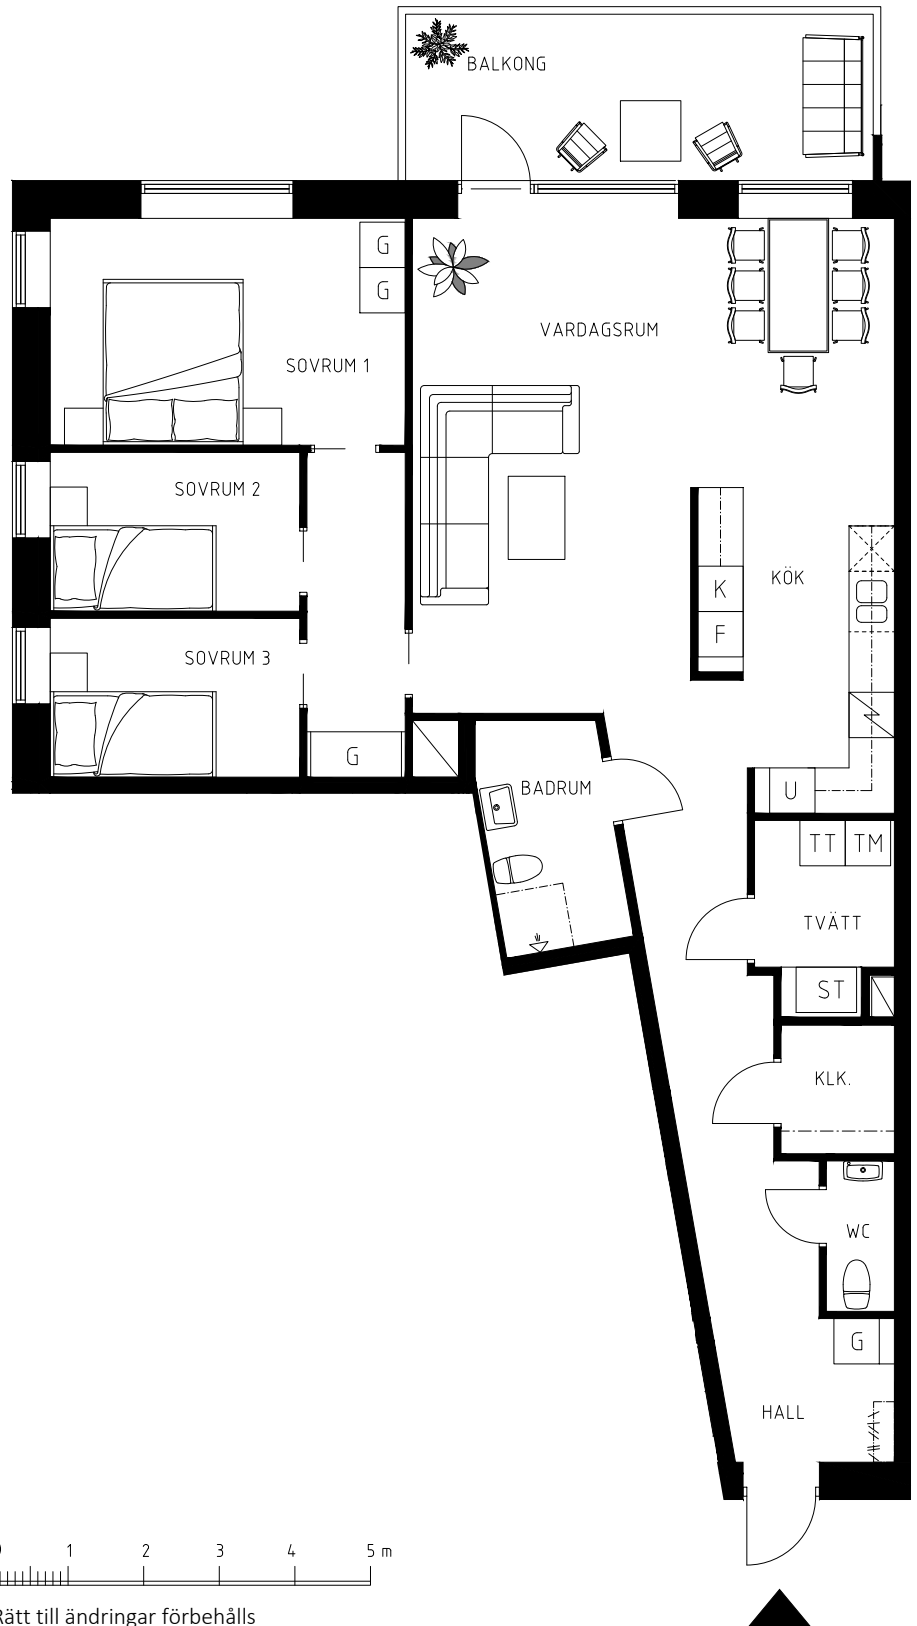 BALKONG
G
G
VARDAGSRUM
SOVRUM 1
SOVRUM 2
KÖK
K
F
SOVRUM 3
G
BADRUM
U
TT TM
TVÄTT
ST
KLK.
WC
G
HALL
1 2 3 4 5 m
Rätt till ändringar förbehålls